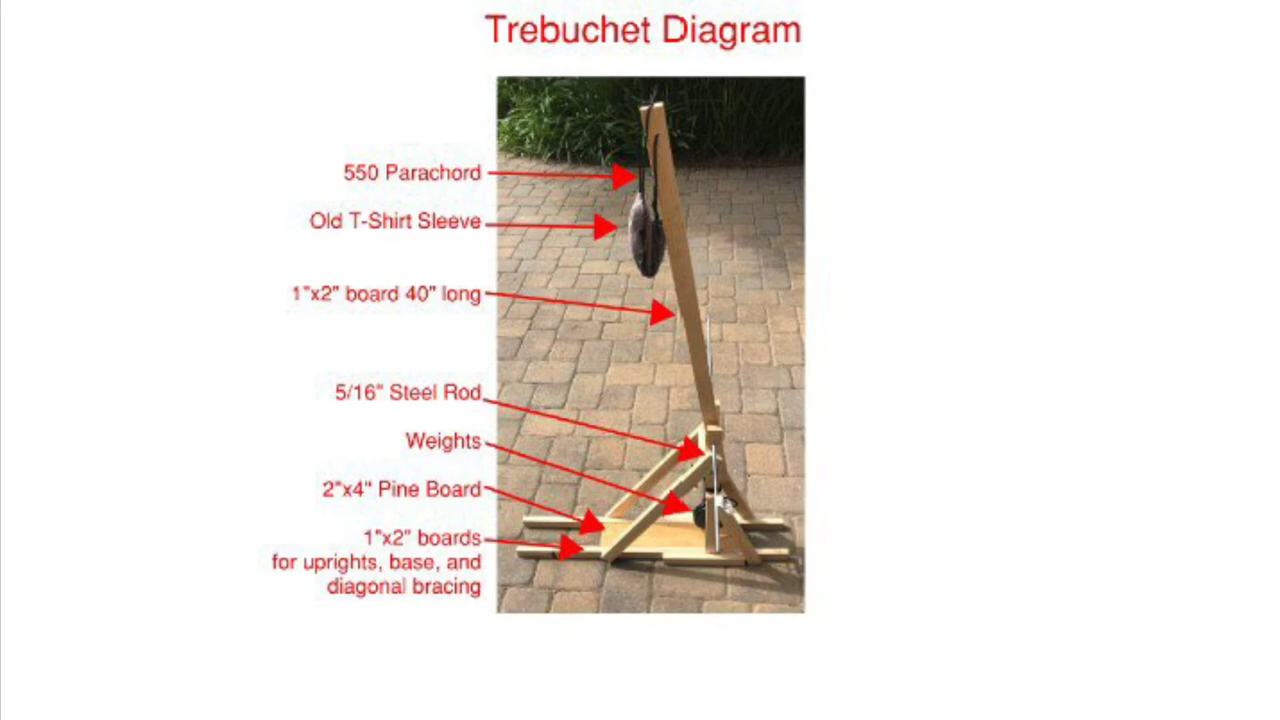 Trebuchet Diagram
550 Parachord
Old T-Shirt Sleeve
1"x2" board 40" long
5/16" Steel Rod
Weights
2"x4" Pine Board
1"x2" boards
for uprights, base, and
diagonal bracing